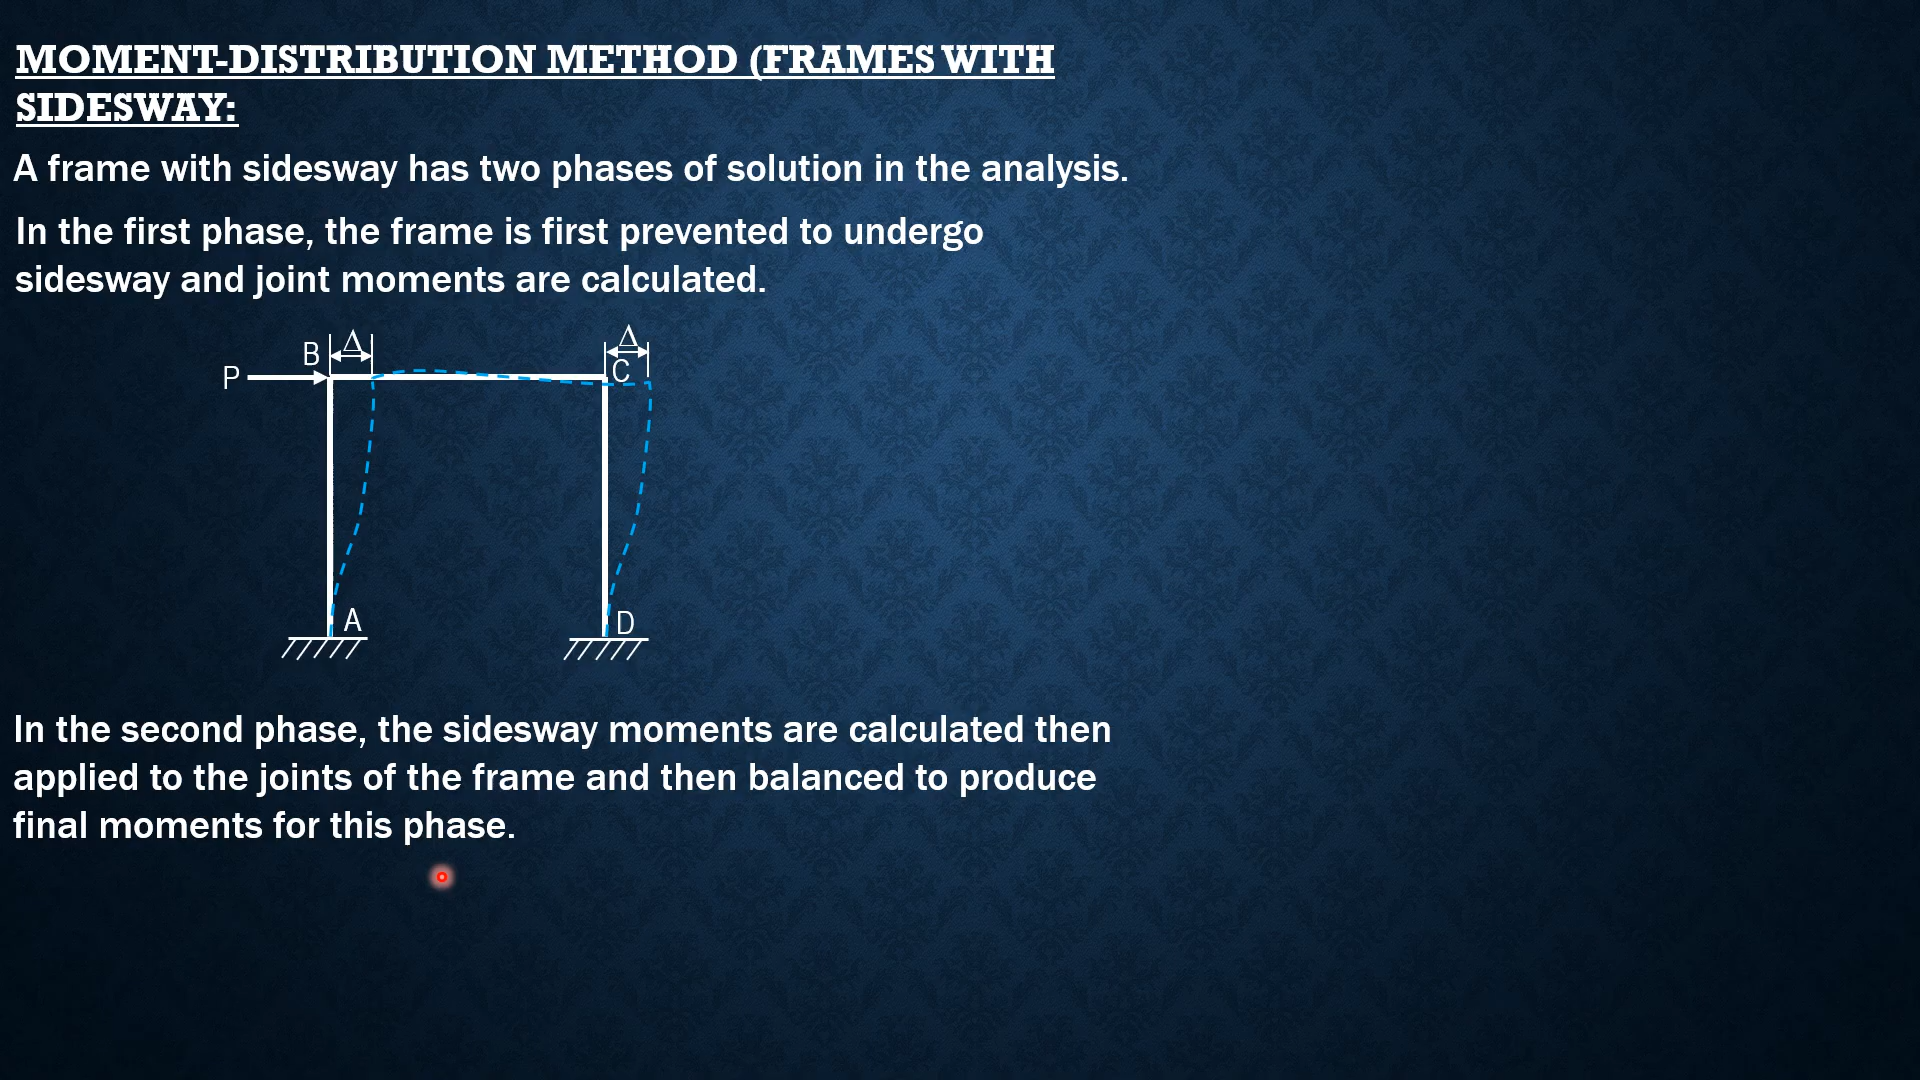 MOMENT-DISTRIBUTION METHOD (FRAMES WITH
SIDESWAY:
A frame with sidesway has two phases of solution in the analysis.
In the first phase, the frame is first prevented to undergo
sidesway and joint moments are calculated.
Δ
Δ
B
C
P
A
D
In the second phase, the sidesway moments are calculated then
applied to the joints of the frame and then balanced to produce
final moments for this phase.